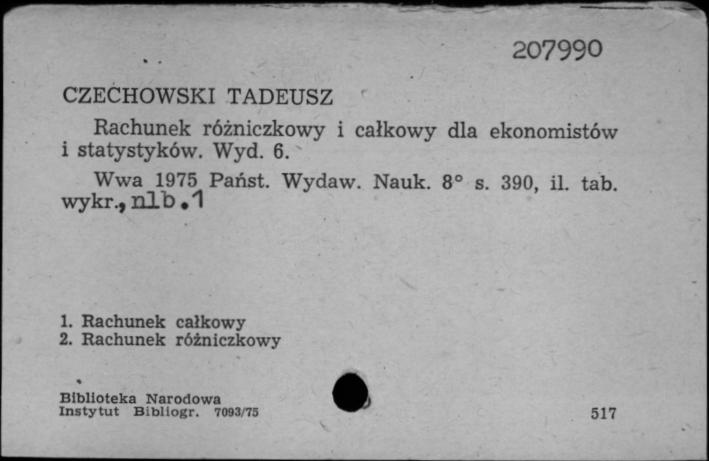 207990
CZECHOWSKI TADEUSZ
Rachunek różniczkowy i całkowy dla ekonomistów
i statystyków. Wyd. 6.
Wwa 1975 Państ. Wydaw. Nauk. 8° s. 390, il. tab.
wykr., nlb.1
1. Rachunek całkowy
2. Rachunek różniczkowy
Biblioteka Narodowa
Instytut Bibliogr. 7093/75
517